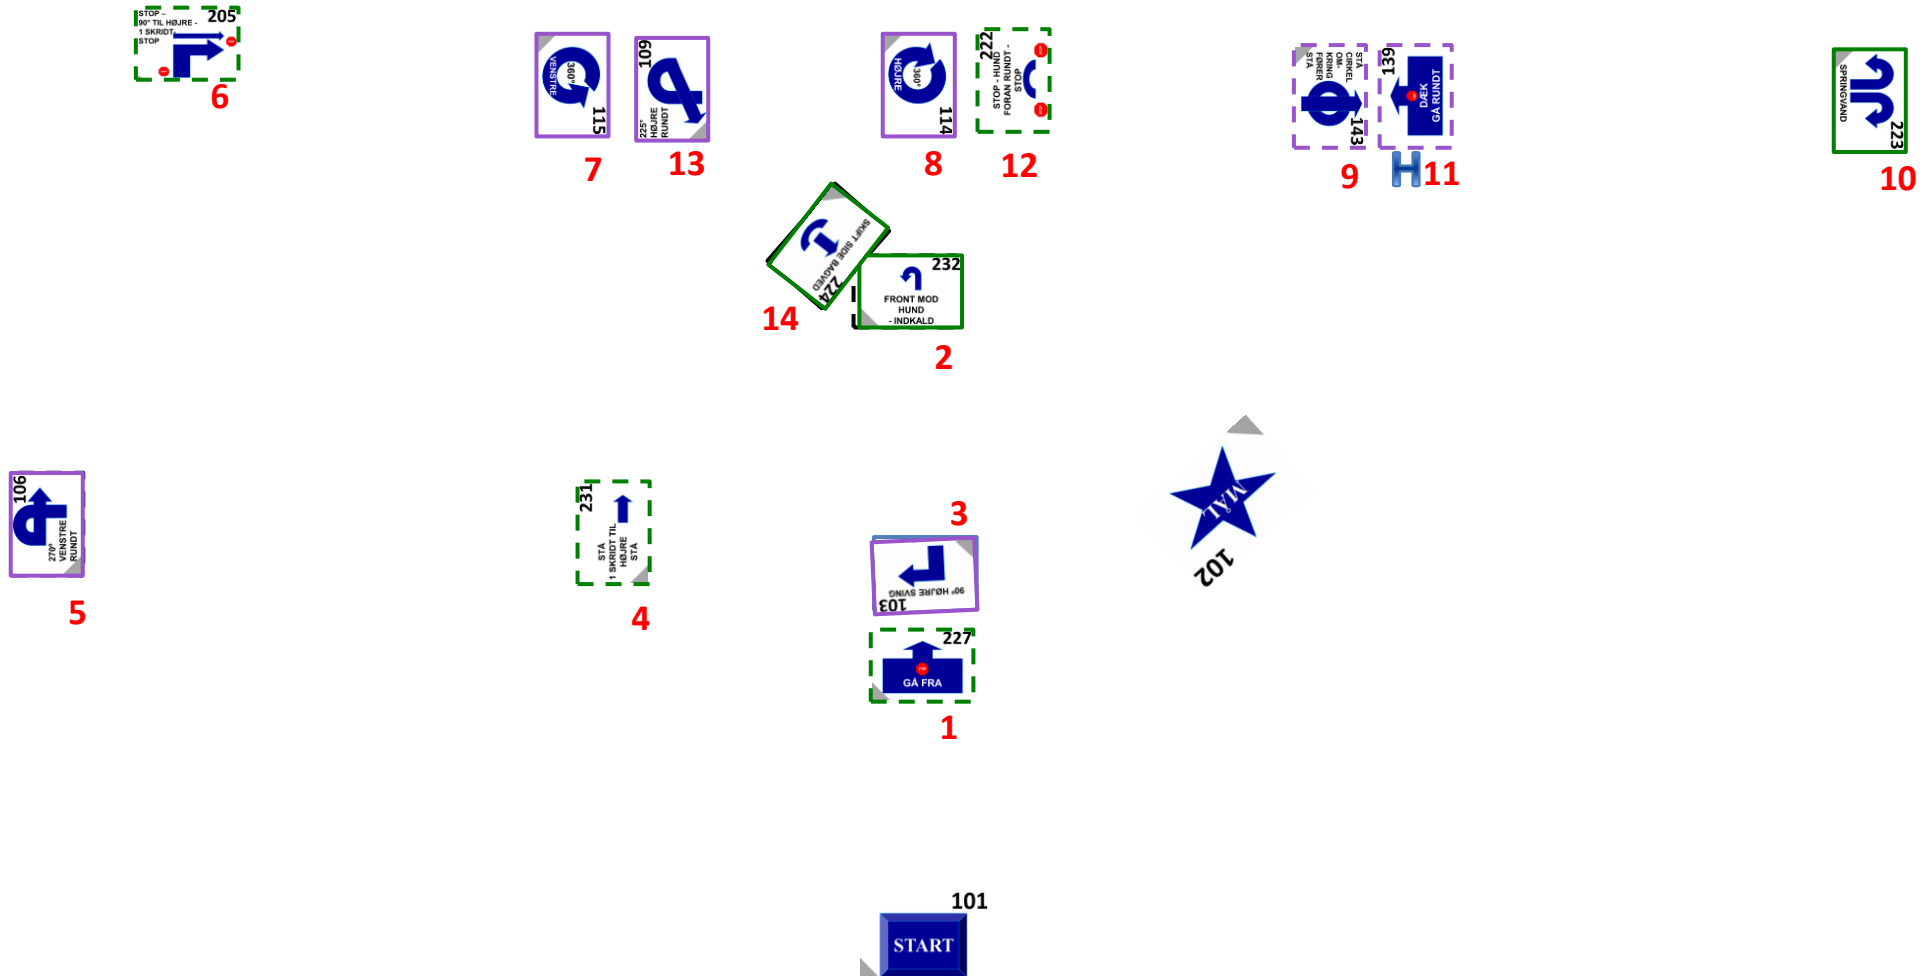 STOP –
90° TIL HØJRE -
1 SKRIDT-
STOP
205
6
VENSTRE
360°
115
7
109
225°
HØJRE
RUNDT
13
HØJRE
360°
114
8
222
STOP - HUND
FORAN RUNDT -
STOP
12
STÅ
FØRER
OM-
KRING
CIRKEL
STÅ
143
9
139
DÆK
GÅ RUNDT
H
11
SPRINGVAND
223
10
SKIFT SIDE BAGVED
224
14
232
FRONT MOD
HUND
- INDKALD
2
106
270°
VENSTRE
RUNDT
5
231
STÅ
1 SKRIDT TIL
HØJRE
STÅ
4
3
90° HØJRE SVING
103
227
GÅ FRA
1
MÅL
102
101
START